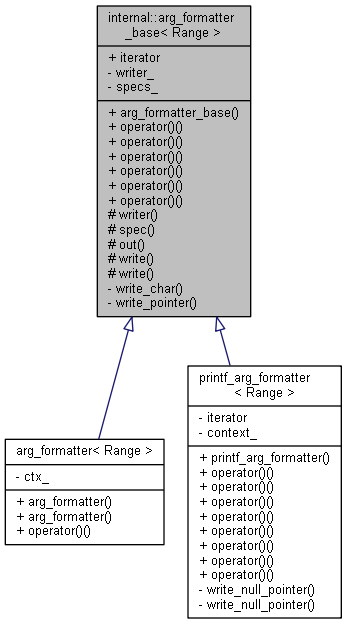 internal::arg_formatter
_base< Range >
+ iterator
- writer_
- specs_
+ arg_formatter_base()
+ operator()()
+ operator()()
+ operator()()
+ operator()()
+ operator()()
+ operator()()
# writer()
# spec()
# out()
# write()
# write()
- write_char()
- write_pointer()
arg_formatter< Range >
- ctx_
+ arg_formatter()
+ arg_formatter()
+ operator()()
printf_arg_formatter
< Range >
- iterator
- context_
+ printf_arg_formatter()
+ operator()()
+ operator()()
+ operator()()
+ operator()()
+ operator()()
+ operator()()
+ operator()()
+ operator()()
- write_null_pointer()
- write_null_pointer()